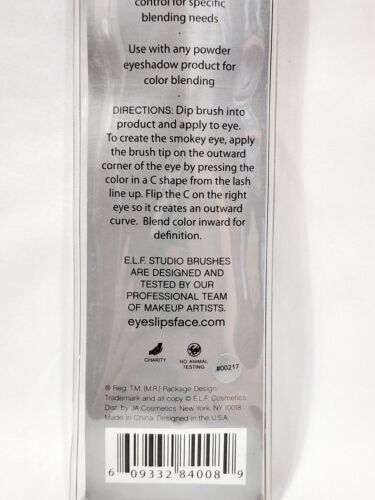 control for specific
blending needs
Use with any powder
eyeshadow product for
color blending
DIRECTIONS: Dip brush into
product and apply to eye.
To create the smokey eye, apply
the brush tip on the outward
corner of the eye by pressing the
color in a C shape from the lash
line up. Flip the C on the right
eye so it creates an outward
curve. Blend color inward for
definition.
E.L.F. STUDIO BRUSHES
ARE DESIGNED AND
TESTED BY OUR
PROFESSIONAL TEAM
OF MAKEUP ARTISTS.
eyeslipsface.com
CHARITY
NO ANIMAL
TESTING
#00217
® Reg. T.M. (M.R.) Package Design
Trademark and all copy © E.L.F. Cosmetics
Dist. by JA Cosmetics New York, NY 10018
Made in China. Designed in the U.S.A.
6 09332 84008 9